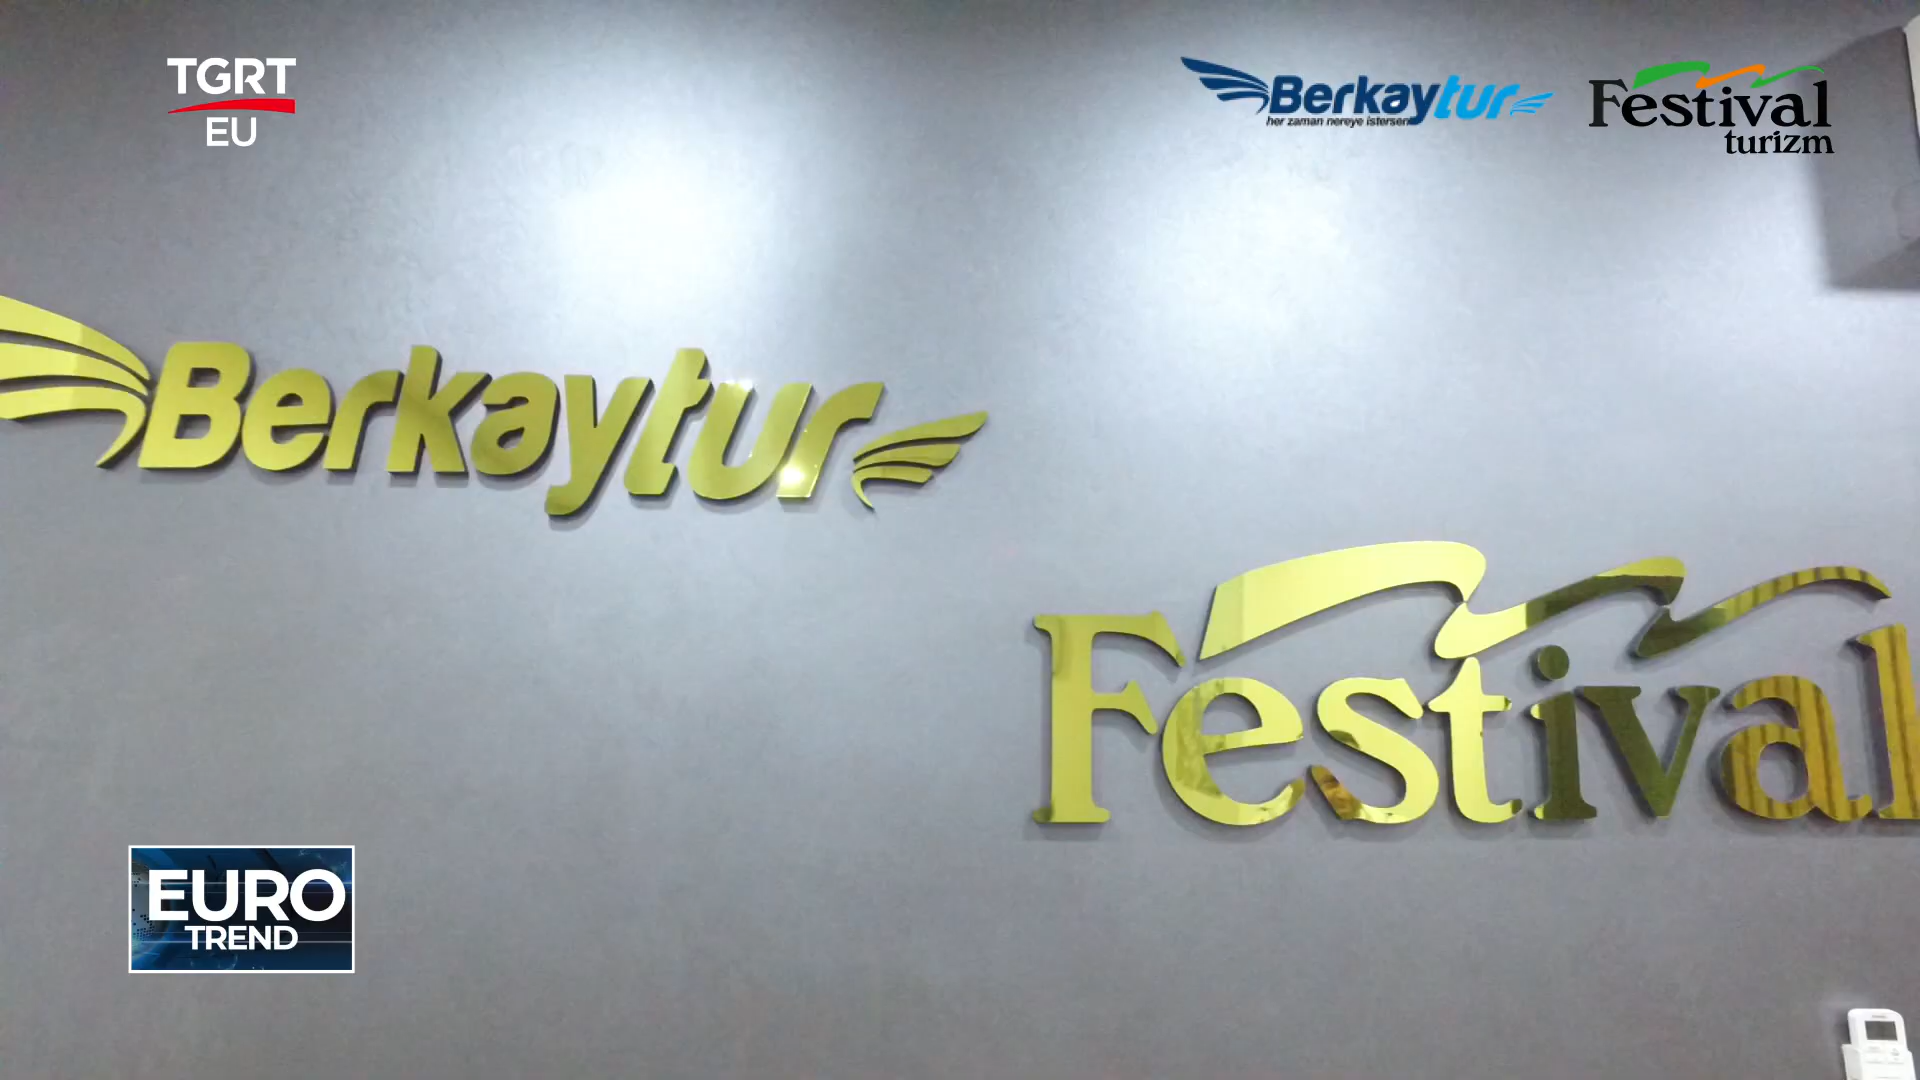 TGRT
EU
Berkaytur
her zaman nereye istersen
Festival
turizm
Berkaytur
Festival
EURO
TREND